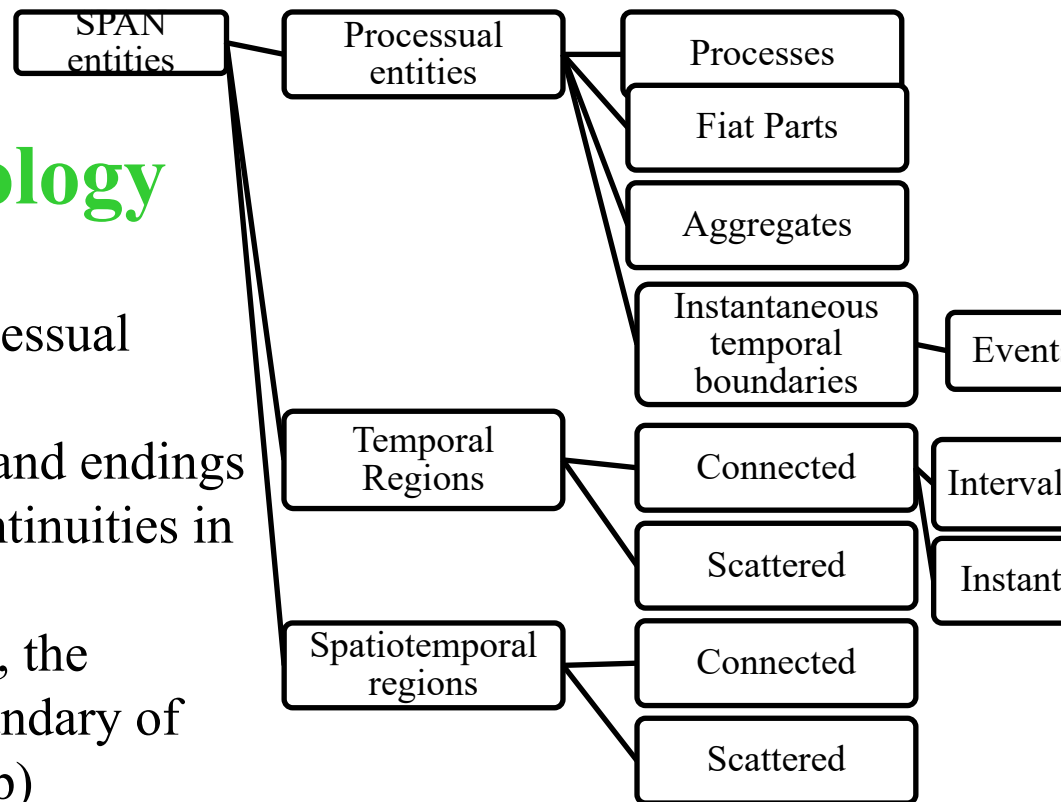 SPAN
entities
Processual
entities
Processes
Fiat Parts
Aggregates
Instantaneous
temporal
boundaries
Event
Temporal
Regions
Connected
Interval
Instant
Scattered
Spatiotemporal
regions
Connected
Scattered
ology
essual
and endings
ntinuities in
, the
ndary of
o)